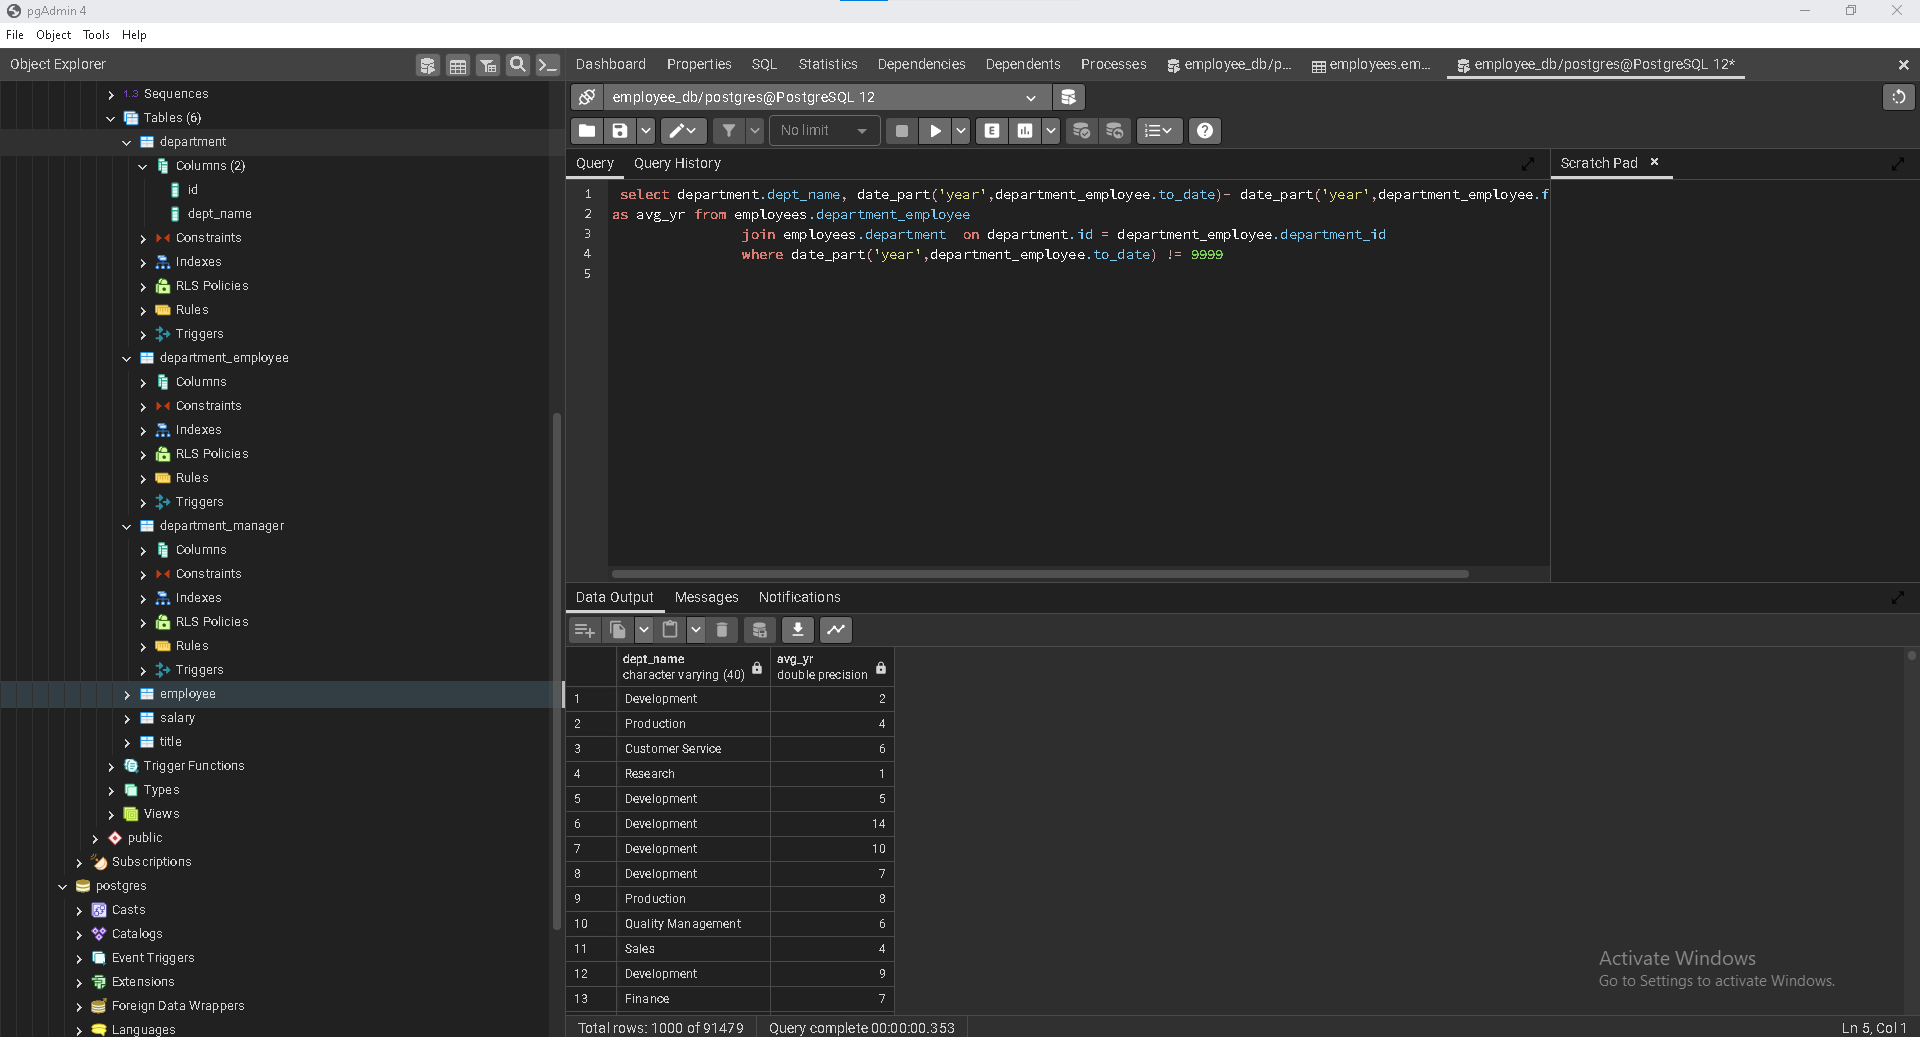 pgAdmin 4
File Object Tools Help
Object Explorer
Dashboard Properties SQL Statistics Dependencies Dependents Processes employee_db/p... employees.em... employee_db/postgres@PostgreSQL 12*
employee_db/postgres@PostgreSQL 12
No limit
Query Query History
Scratch Pad
1 select department.dept_name, date_part('year',department_employee.to_date)- date_part('year',department_employee.f
2 as avg_yr from employees.department_employee
3 join employees.department on department.id = department_employee.department_id
4 where date_part('year',department_employee.to_date) != 9999
5
1.3 Sequences
Tables (6)
department
Columns (2)
id
dept_name
Constraints
Indexes
RLS Policies
Rules
Triggers
department_employee
Columns
Constraints
Indexes
RLS Policies
Rules
Triggers
department_manager
Columns
Constraints
Indexes
RLS Policies
Rules
Triggers
employee
salary
title
Trigger Functions
Types
Views
public
Subscriptions
postgres
Casts
Catalogs
Event Triggers
Extensions
Foreign Data Wrappers
Languages
Data Output Messages Notifications
dept_name avg_yr
character varying (40) double precision
1 Development 2
2 Production 4
3 Customer Service 6
4 Research 1
5 Development 5
6 Development 14
7 Development 10
8 Development 7
9 Production 8
10 Quality Management 6
11 Sales 4
12 Development 9
13 Finance 7
Activate Windows
Go to Settings to activate Windows.
Total rows: 1000 of 91479 Query complete 00:00:00.353
Ln 5, Col 1